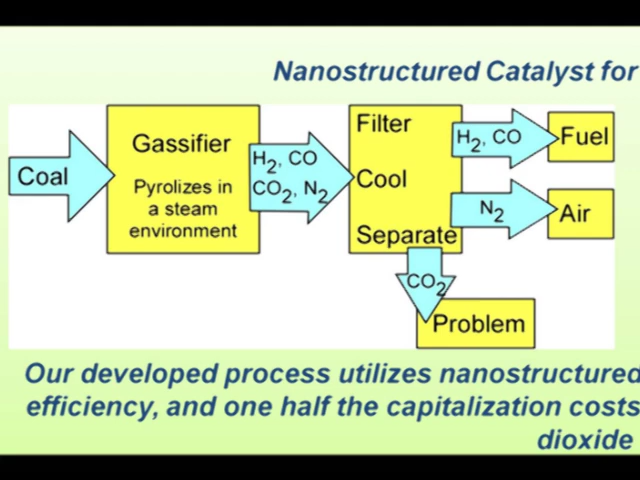 Nanostructured Catalyst for
Coal
Gassifier
Pyrolizes in
a steam
environment
H₂, CO
CO₂, N₂
Filter
Cool
Separate
H₂, CO
Fuel
N₂
Air
CO₂
Problem
Our developed process utilizes nanostructured
efficiency, and one half the capitalization costs
dioxide